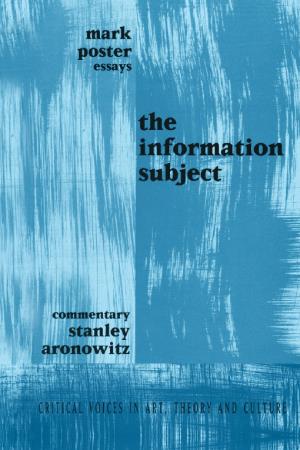 mark
poster
essays
the
information
subject
commentary
stanley
aronowitz
CRITICAL VOICES IN ART, THEORY AND CULTURE